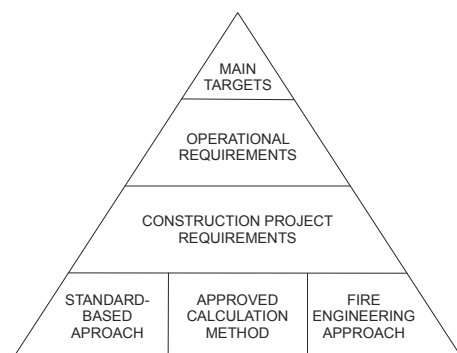 MAIN
TARGETS
OPERATIONAL
REQUIREMENTS
CONSTRUCTION PROJECT
REQUIREMENTS
STANDARD-
BASED
APROACH
APPROVED
CALCULATION
METHOD
FIRE
ENGINEERING
APPROACH